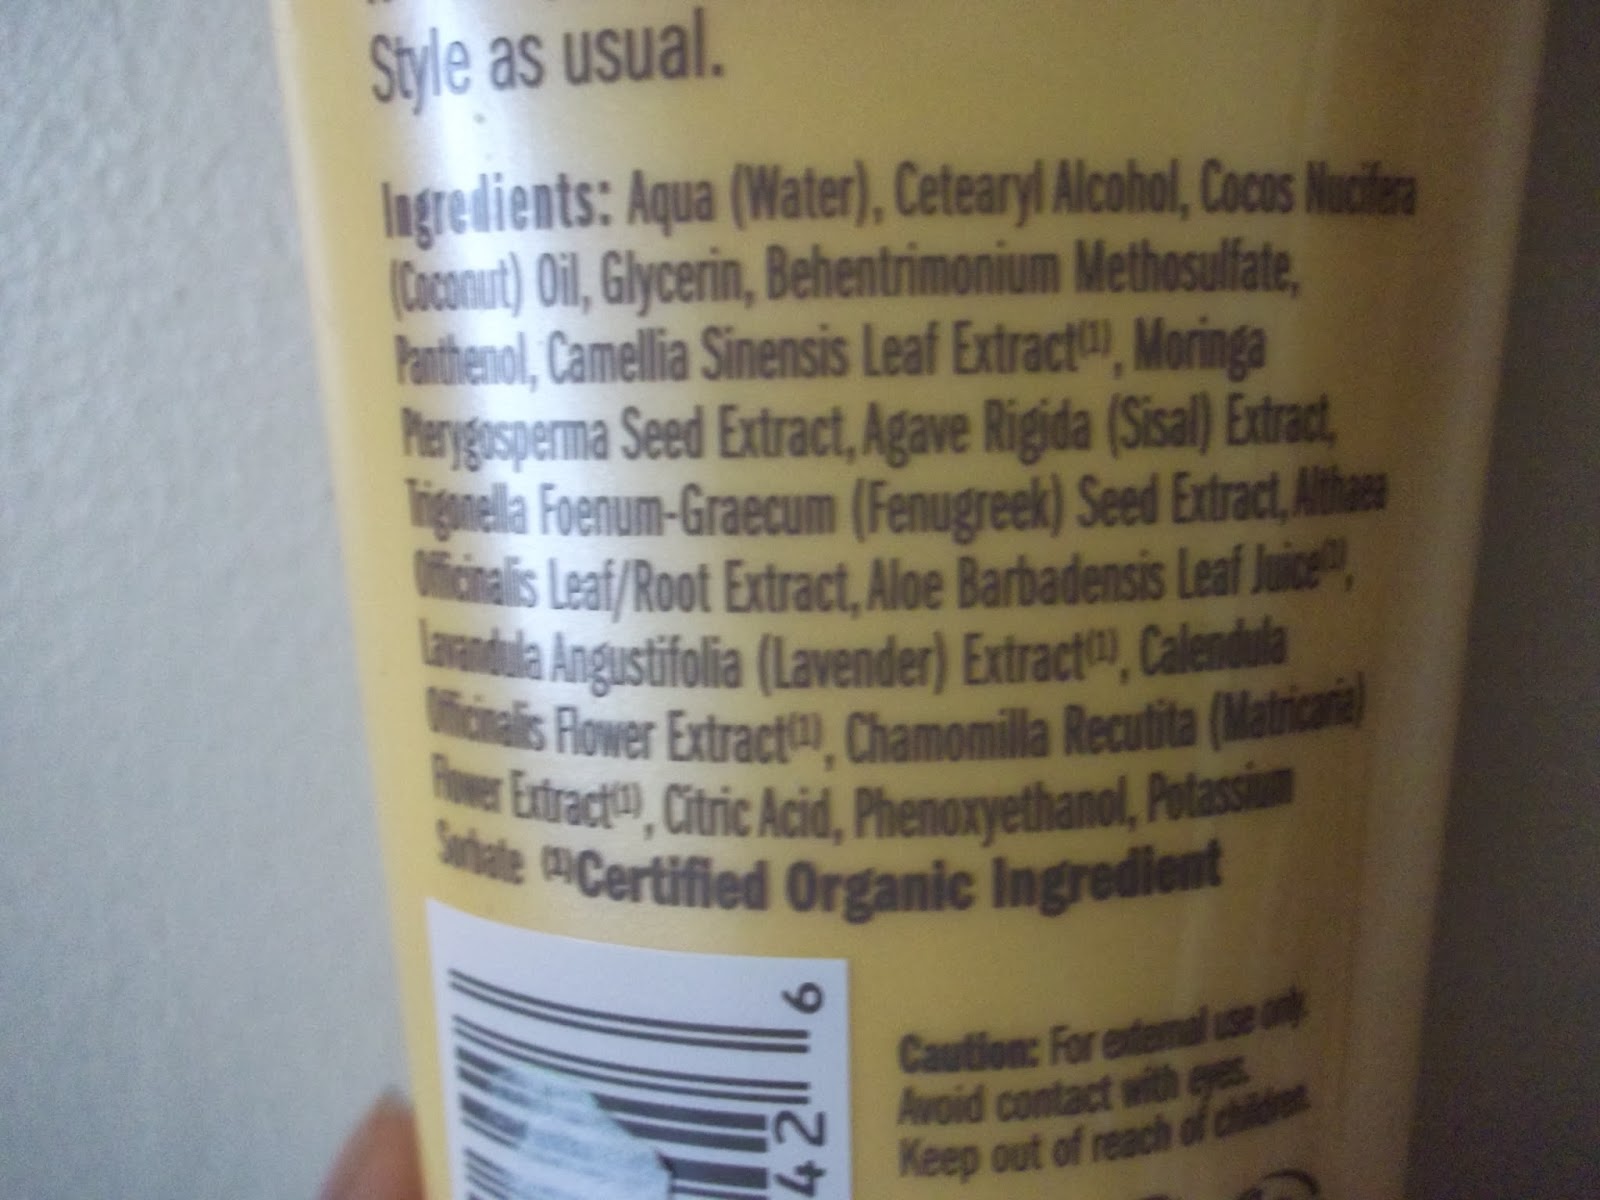 Style as usual.
Ingredients: Aqua (Water), Cetearyl Alcohol, Cocos Nucifera
(Coconut) Oil, Glycerin, Behentrimonium Methosulfate,
Panthenol, Camellia Sinensis Leaf Extract(1), Moringa
Pterygosperma Seed Extract, Agave Rigida (Sisal) Extract,
Trigonella Foenum-Graecum (Fenugreek) Seed Extract, Althaea
Officinalis Leaf/Root Extract, Aloe Barbadensis Leaf Juice(1),
Lavandula Angustifolia (Lavender) Extract(1), Calendula
Officinalis Flower Extract(1), Chamomilla Recutita (Matricaria)
Flower Extract(1), Citric Acid, Phenoxyethanol, Potassium
Sorbate (1)Certified Organic Ingredient
Caution: For external use only.
Avoid contact with eyes.
Keep out of reach of children.
42 6